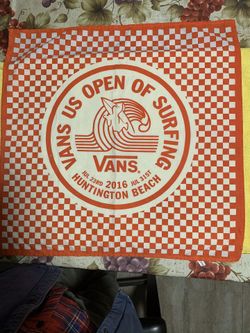 VANS US OPEN OF SURFING
VANS
JUL 23RD 2016 JUL 31ST
HUNTINGTON BEACH